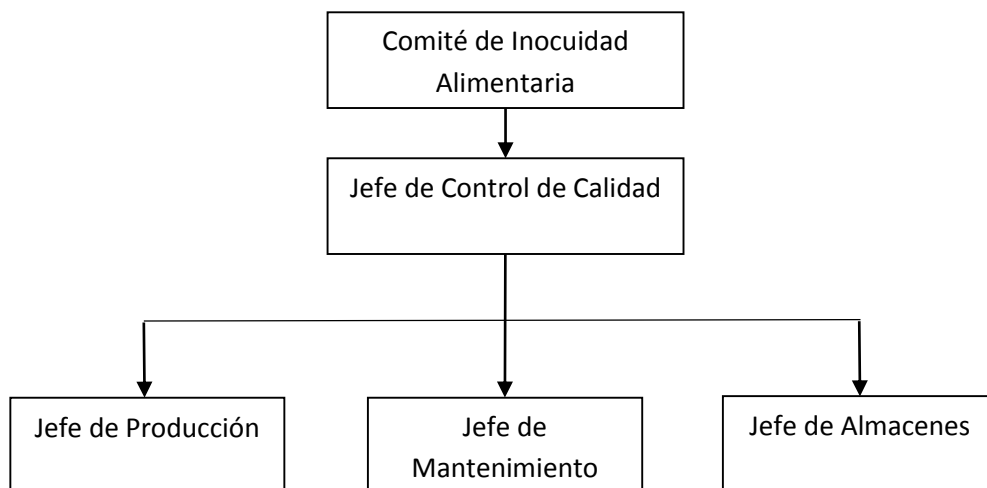 Comité de Inocuidad
Alimentaria
Jefe de Control de Calidad
Jefe de Producción
Jefe de
Mantenimiento
Jefe de Almacenes